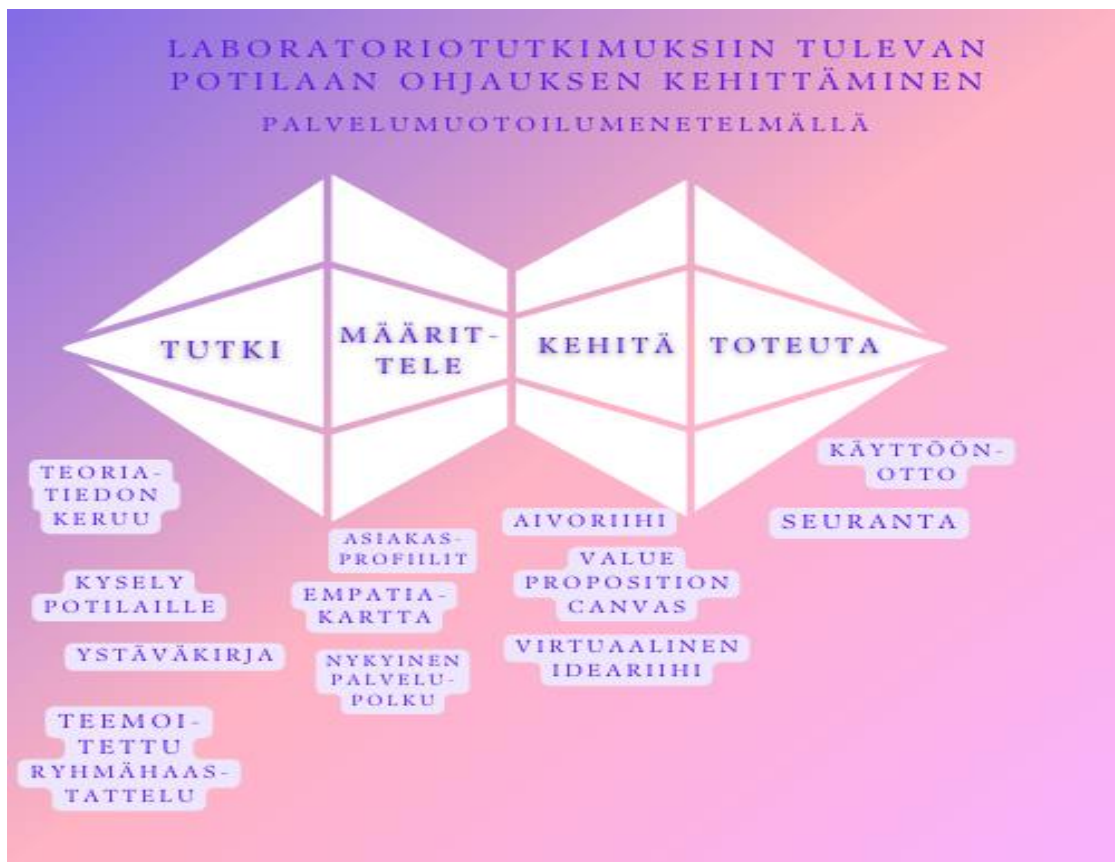 LABORATORIOTUTKIMUKSIIN TULEVAN
POTILAAN OHJAUKSEN KEHITTÄMINEN
PALVELUMUOTOILUMENETELMÄLLÄ
TUTKI
MÄÄRIT-
TELE
KEHITÄ
TOTEUTA
TEORIA-
TIEDON
KERUU
KYSELY
POTILAILLE
YSTÄVÄKIRJA
TEEMOI-
TETTU
RYHMÄHAAS-
TATTELU
ASIAKAS-
PROFIILIT
EMPATIA-
KARTTA
NYKYINEN
PALVELU-
POLKU
AIVORIIHI
VALUE
PROPOSITION
CANVAS
VIRTUAALINEN
IDEARIIHI
KÄYTTÖÖN-
OTTO
SEURANTA